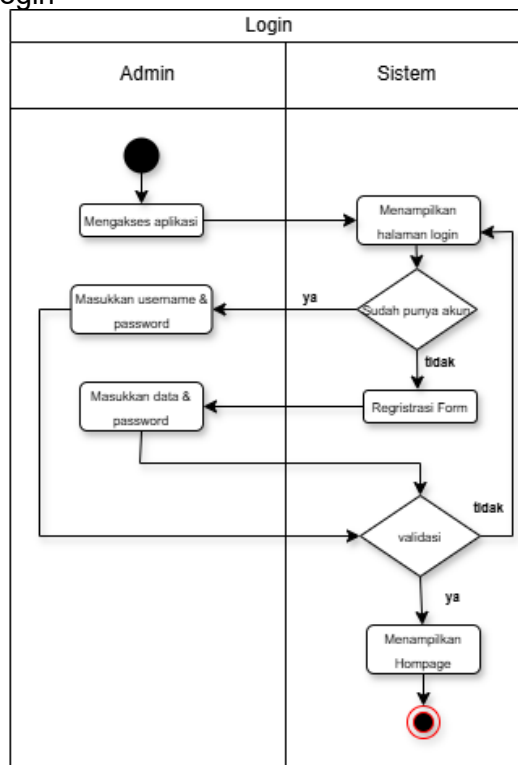 Login
Admin
Sistem
Mengakses aplikasi
Menampilkan
halaman login
Masukkan username &
password
ya
Sudah punya akun
tidak
Masukkan data &
password
Regristrasi Form
tidak
validasi
ya
Menampilkan
Hompage